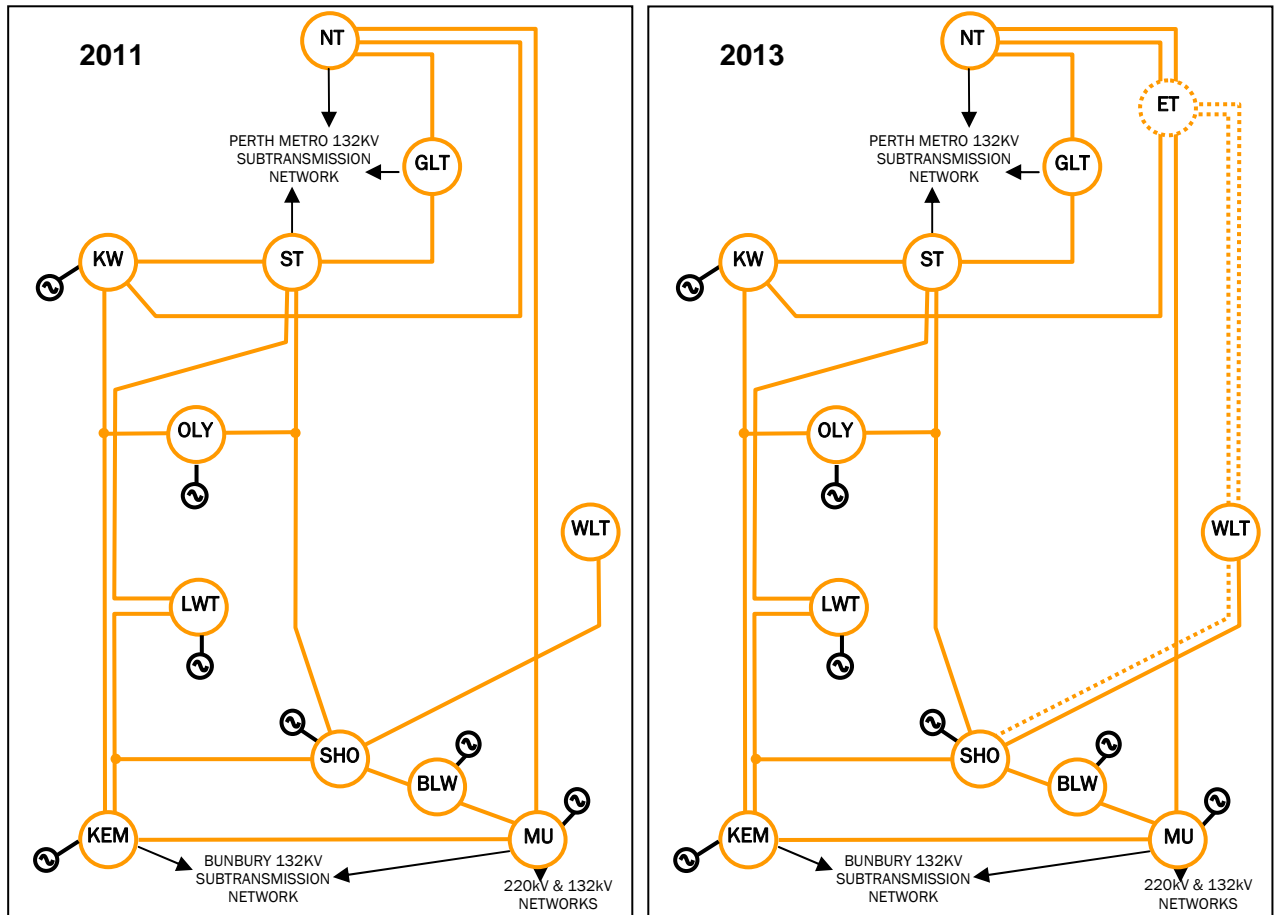 2011
NT
PERTH METRO 132KV
SUBTRANSMISSION
NETWORK
GLT
KW
ST
OLY
WLT
LWT
SHO
BLW
KEM
MU
BUNBURY 132KV
SUBTRANSMISSION
NETWORK
220kV & 132kV
NETWORKS
2013
NT
ET
PERTH METRO 132KV
SUBTRANSMISSION
NETWORK
GLT
KW
ST
OLY
WLT
LWT
SHO
BLW
KEM
MU
BUNBURY 132KV
SUBTRANSMISSION
NETWORK
220kV & 132kV
NETWORKS